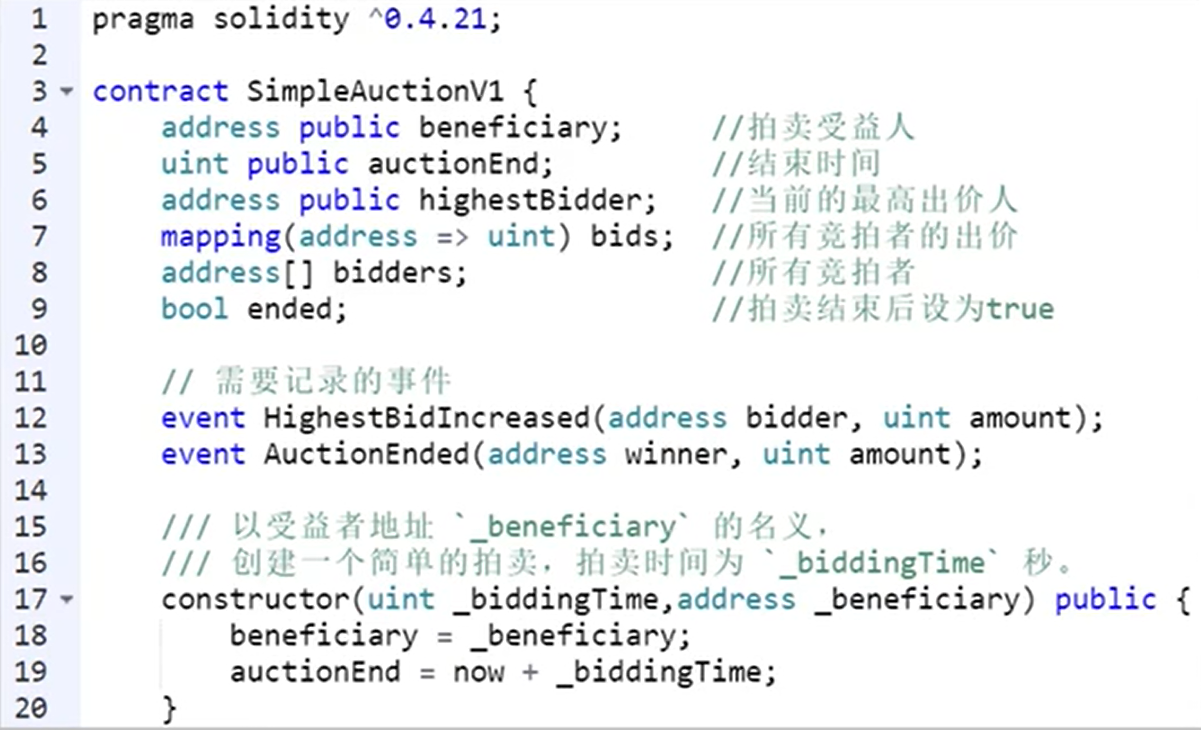 1 pragma solidity ^0.4.21;
2
3 contract SimpleAuctionV1 {
4     address public beneficiary;     //拍卖受益人
5     uint public auctionEnd;         //结束时间
6     address public highestBidder;   //当前的最高出价人
7     mapping(address => uint) bids;  //所有竞拍者的出价
8     address[] bidders;              //所有竞拍者
9     bool ended;                     //拍卖结束后设为true
10
11     // 需要记录的事件
12     event HighestBidIncreased(address bidder, uint amount);
13     event AuctionEnded(address winner, uint amount);
14
15     /// 以受益者地址 `_beneficiary` 的名义，
16     /// 创建一个简单的拍卖，拍卖时间为 `_biddingTime` 秒。
17     constructor(uint _biddingTime,address _beneficiary) public {
18         beneficiary = _beneficiary;
19         auctionEnd = now + _biddingTime;
20     }